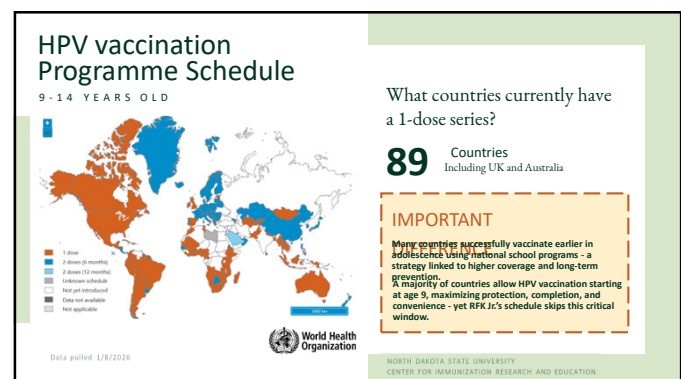 HPV vaccination
Programme Schedule
9-14 YEARS OLD
1 dose
2 doses (6 months)
2 doses (12 months)
Unknown schedule
Not yet introduced
Data not available
Not applicable
World Health
Organization
Data pulled 1/8/2026
What countries currently have
a 1-dose series?
89 Countries
Including UK and Australia
IMPORTANT
DIFFERENCE
Many countries successfully vaccinate earlier in
adolescence using national school programs - a
strategy linked to higher coverage and long-term
prevention.
A majority of countries allow HPV vaccination starting
at age 9, maximizing protection, completion, and
convenience - yet RFK Jr.'s schedule skips this critical
window.
NORTH DAKOTA STATE UNIVERSITY
CENTER FOR IMMUNIZATION RESEARCH AND EDUCATION